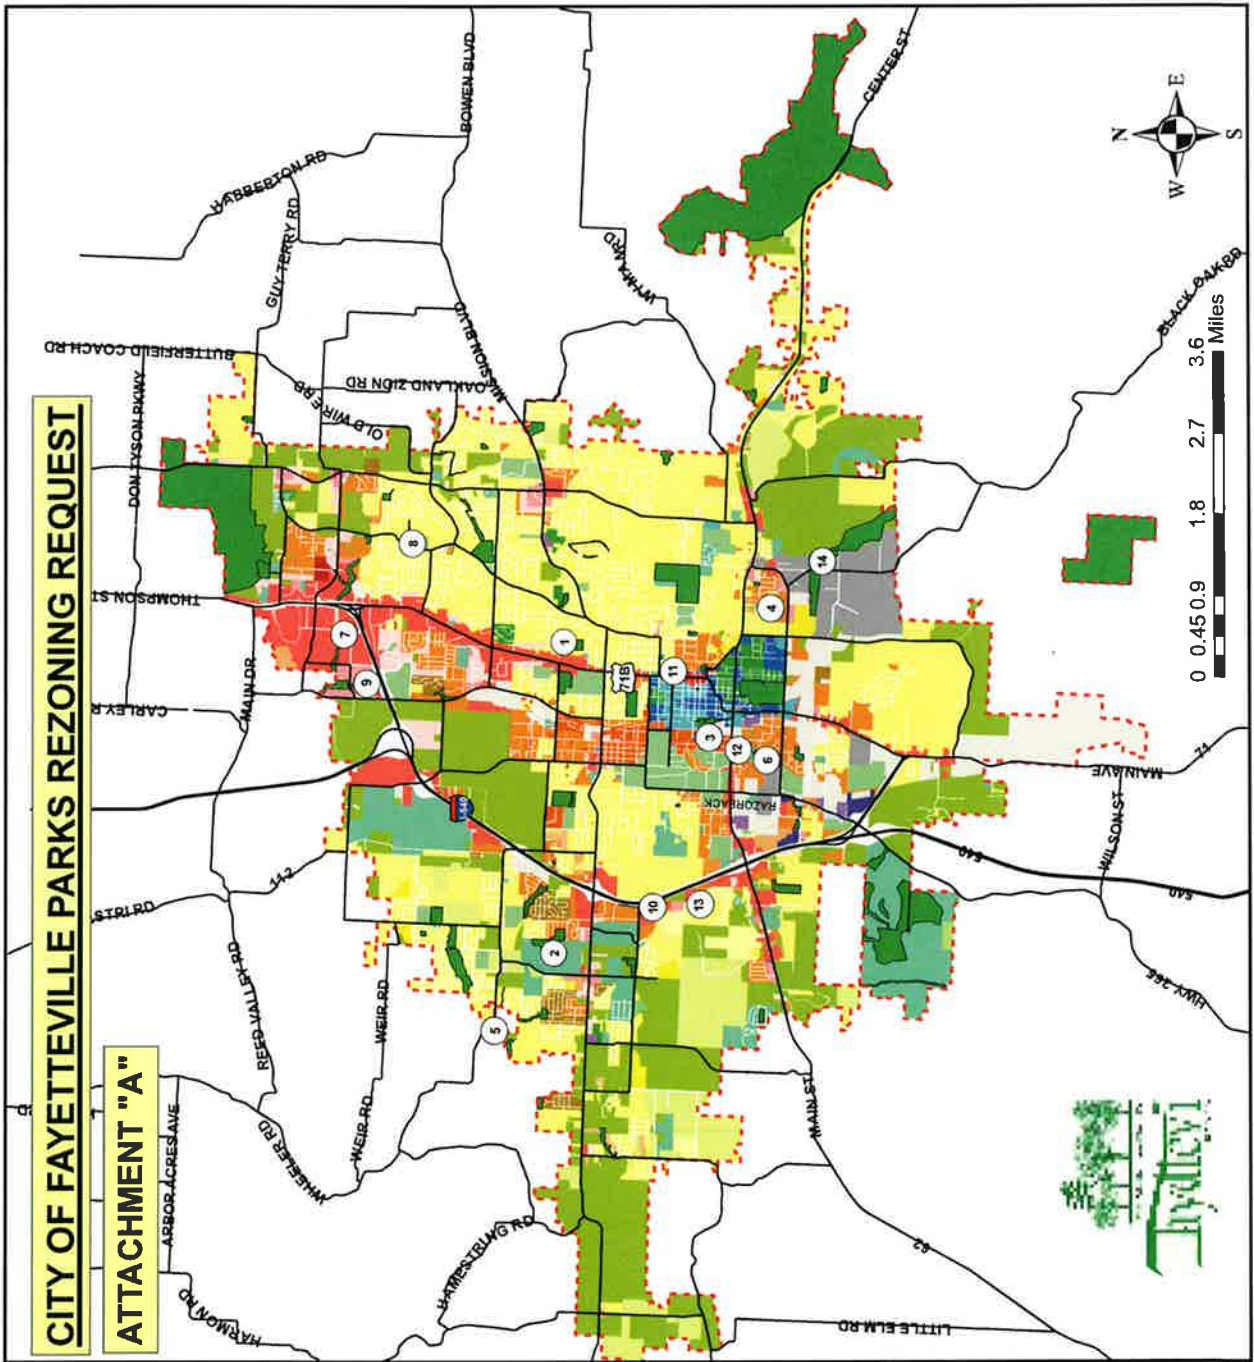 CITY OF FAYETTEVILLE PARKS REZONING REQUEST
ATTACHMENT "A"
HARMON RD
ARBOR ACRES AVE
WHEELER RD
REED VALLEY RD
WEIR RD
WEIR RD
HAMESTRING RD
LITTLE ELM RD
62
MAIN ST
112
CARLEY R
MAIN DR
THOMPSON ST
DON TYSON PKWY
BUTTERFIELD COACH RD
OLD WIRE RD
OAKLAND ZION RD
GUY TERRY RD
HABBERTON RD
BOWEN BLVD
MISSION BLVD
WYMAN RD
CENTER ST
BLACK OAK RD
71B
RAZORBACK
MAIN AVE
71
WILSON ST
540
540
HWY 265
1
2
3
4
5
6
7
8
9
10
11
12
13
14
N
E
S
W
0 0.45 0.9 1.8 2.7 3.6
Miles